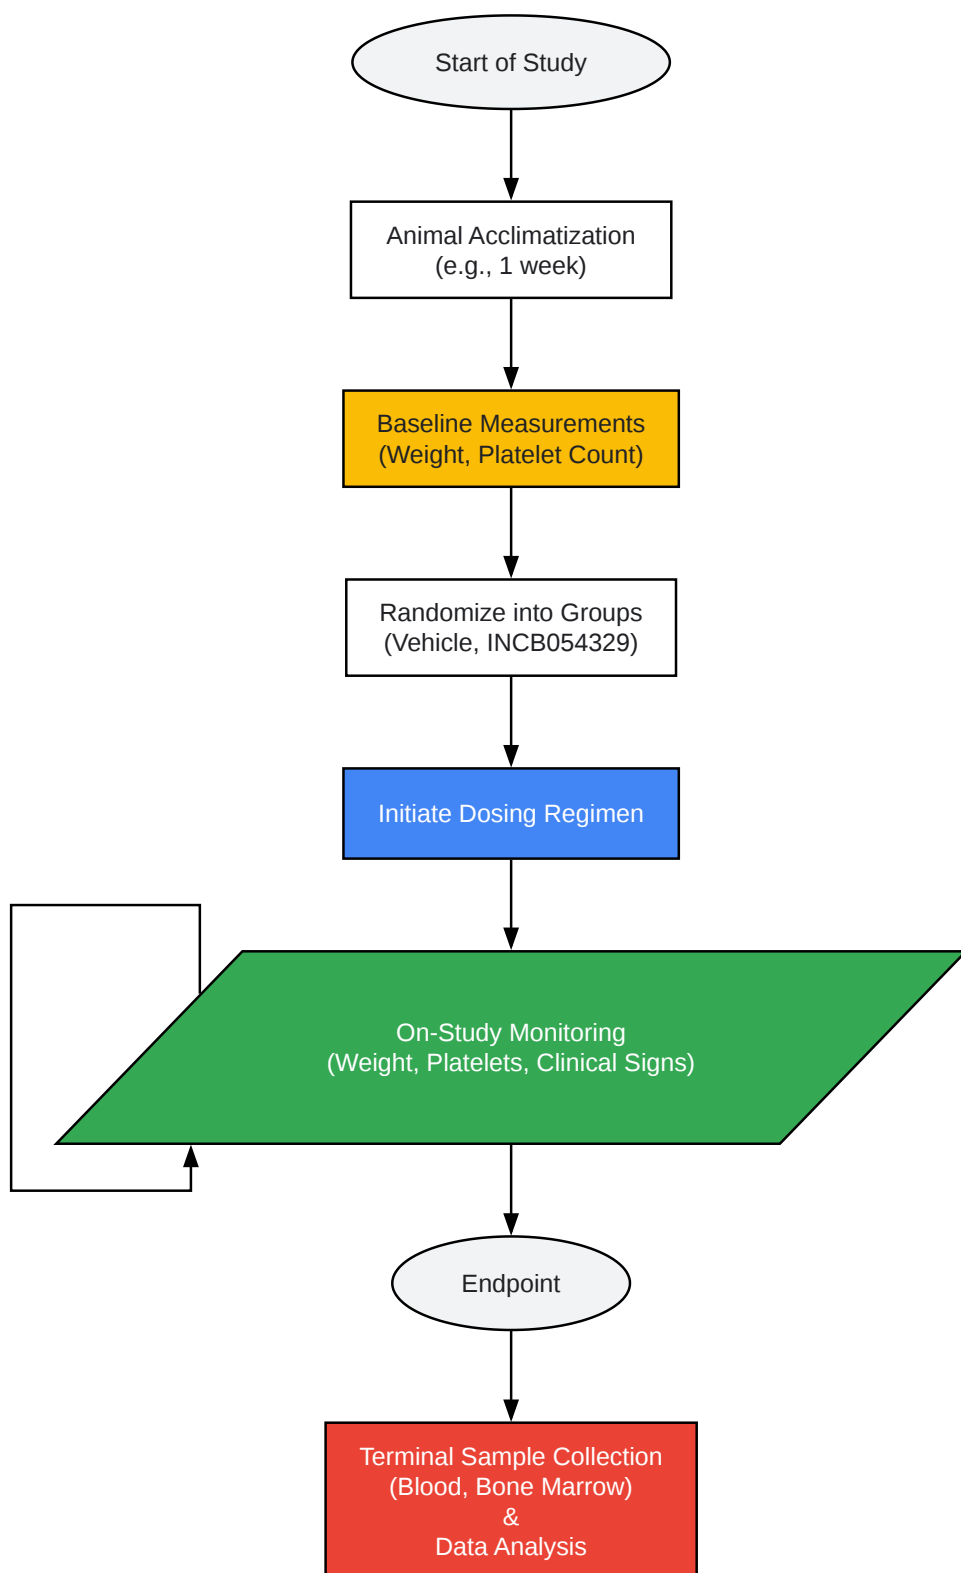 Start of Study
Animal Acclimatization
(e.g., 1 week)
Baseline Measurements
(Weight, Platelet Count)
Randomize into Groups
(Vehicle, INCB054329)
Initiate Dosing Regimen
On-Study Monitoring
(Weight, Platelets, Clinical Signs)
Endpoint
Terminal Sample Collection
(Blood, Bone Marrow)
&
Data Analysis